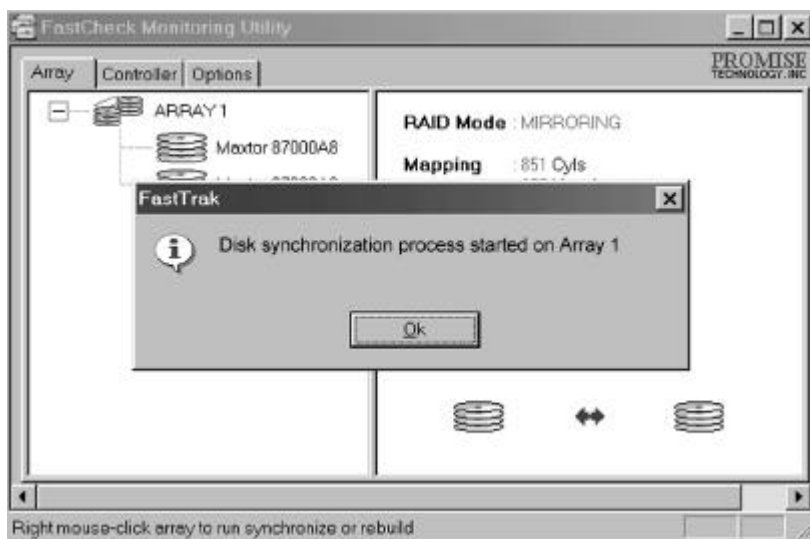 FastCheck Monitoring Utility
PROMISE
TECHNOLOGY, INC
Array
Controller
Options
ARRAY 1
Maxtor 87000A8
RAID Mode : MIRRORING
Mapping : 851 Cyls
FastTrak
Disk synchronization process started on Array 1
Ok
Right mouse-click array to run synchronize or rebuild